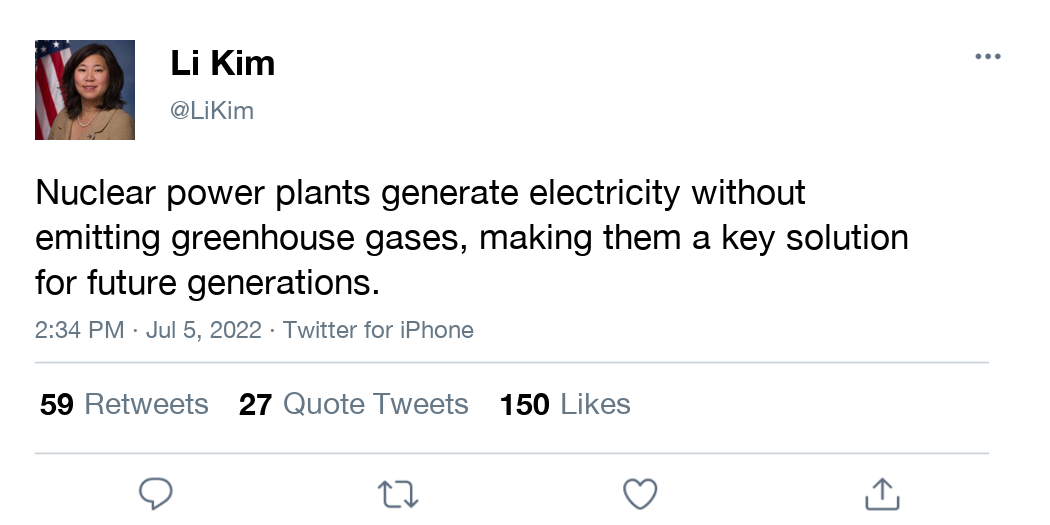 Li Kim
@LiKim
Nuclear power plants generate electricity without
emitting greenhouse gases, making them a key solution
for future generations.
2:34 PM · Jul 5, 2022 · Twitter for iPhone
59 Retweets 27 Quote Tweets 150 Likes